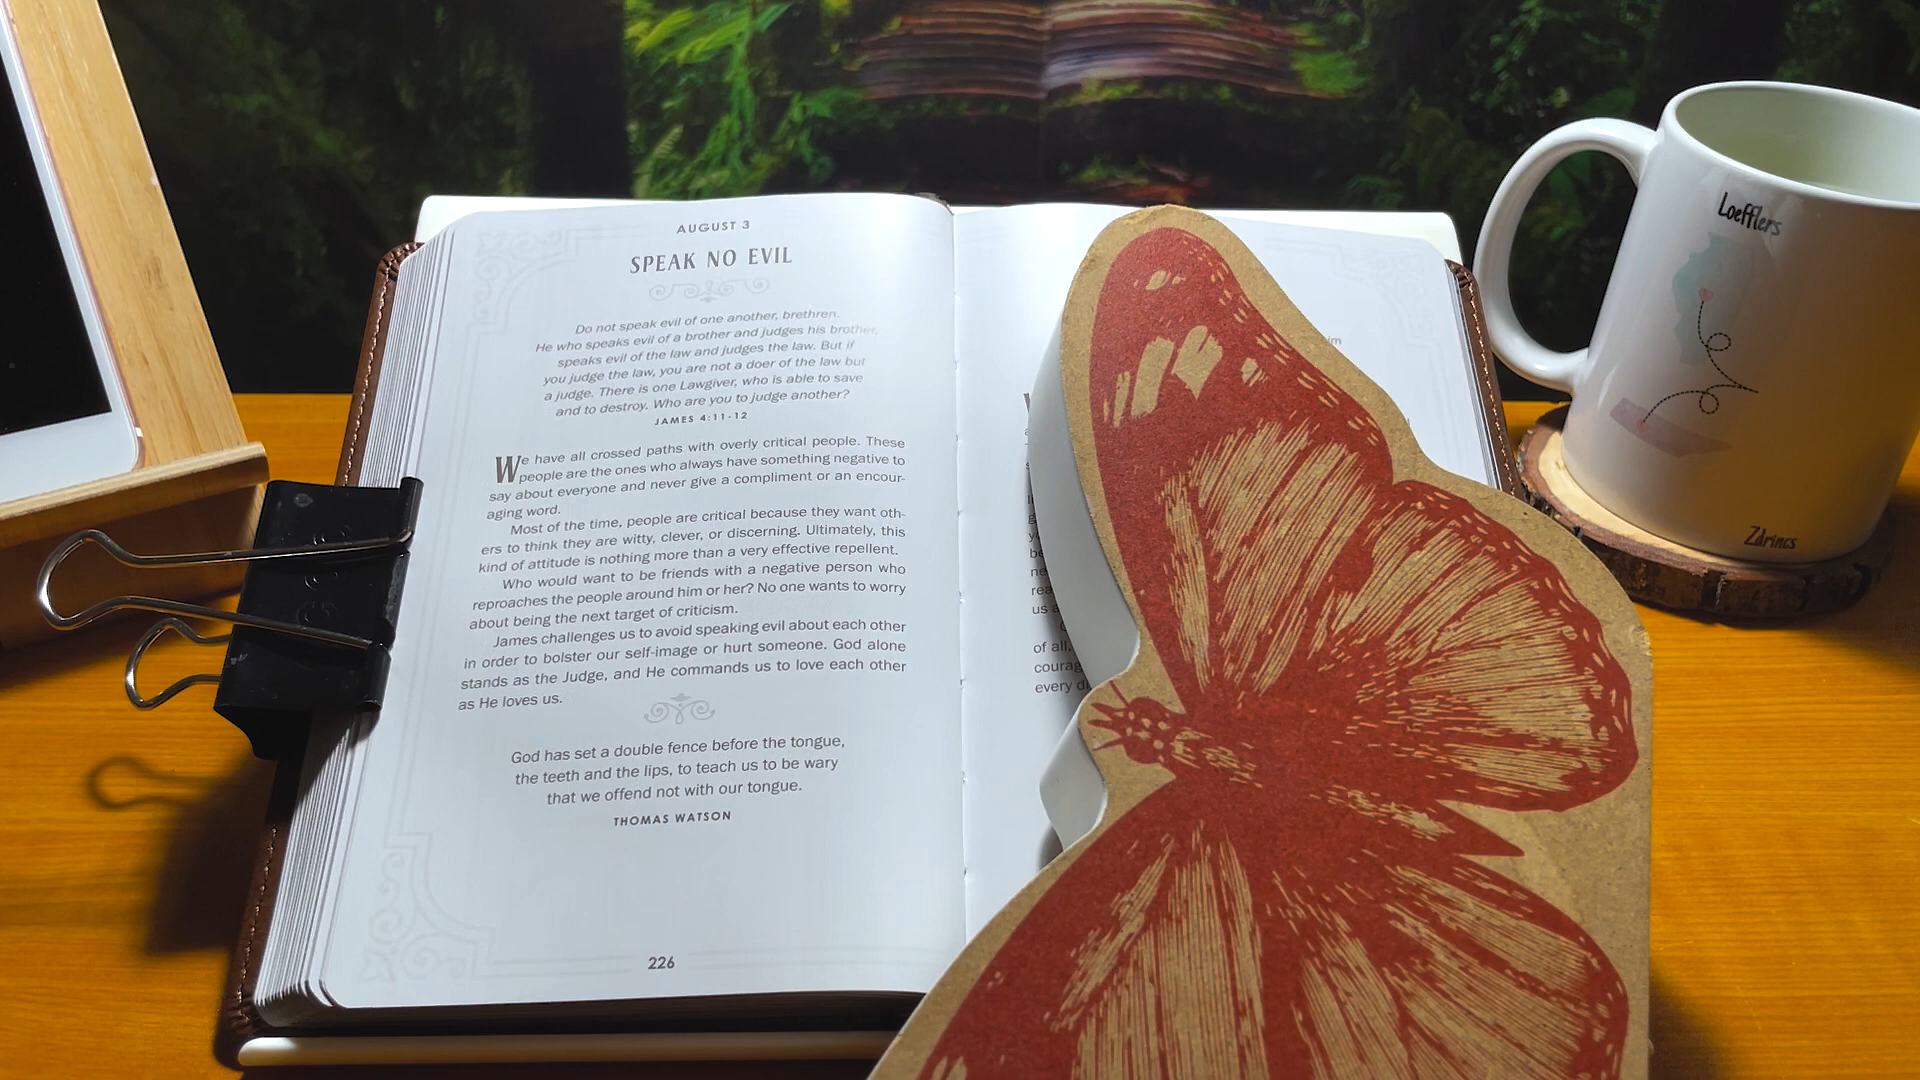 AUGUST 3
SPEAK NO EVIL
Do not speak evil of one another, brethren.
He who speaks evil of a brother and judges his brother,
speaks evil of the law and judges the law. But if
you judge the law, you are not a doer of the law but
a judge. There is one Lawgiver, who is able to save
and to destroy. Who are you to judge another?
JAMES 4:11-12
We have all crossed paths with overly critical people. These
people are the ones who always have something negative to
say about everyone and never give a compliment or an encour-
aging word.
Most of the time, people are critical because they want oth-
ers to think they are witty, clever, or discerning. Ultimately, this
kind of attitude is nothing more than a very effective repellent.
Who would want to be friends with a negative person who
reproaches the people around him or her? No one wants to worry
about being the next target of criticism.
James challenges us to avoid speaking evil about each other
in order to bolster our self-image or hurt someone. God alone
stands as the Judge, and He commands us to love each other
as He loves us.
God has set a double fence before the tongue,
the teeth and the lips, to teach us to be wary
that we offend not with our tongue.
THOMAS WATSON
226
us
of all,
every
Loefflers
Zdrincs